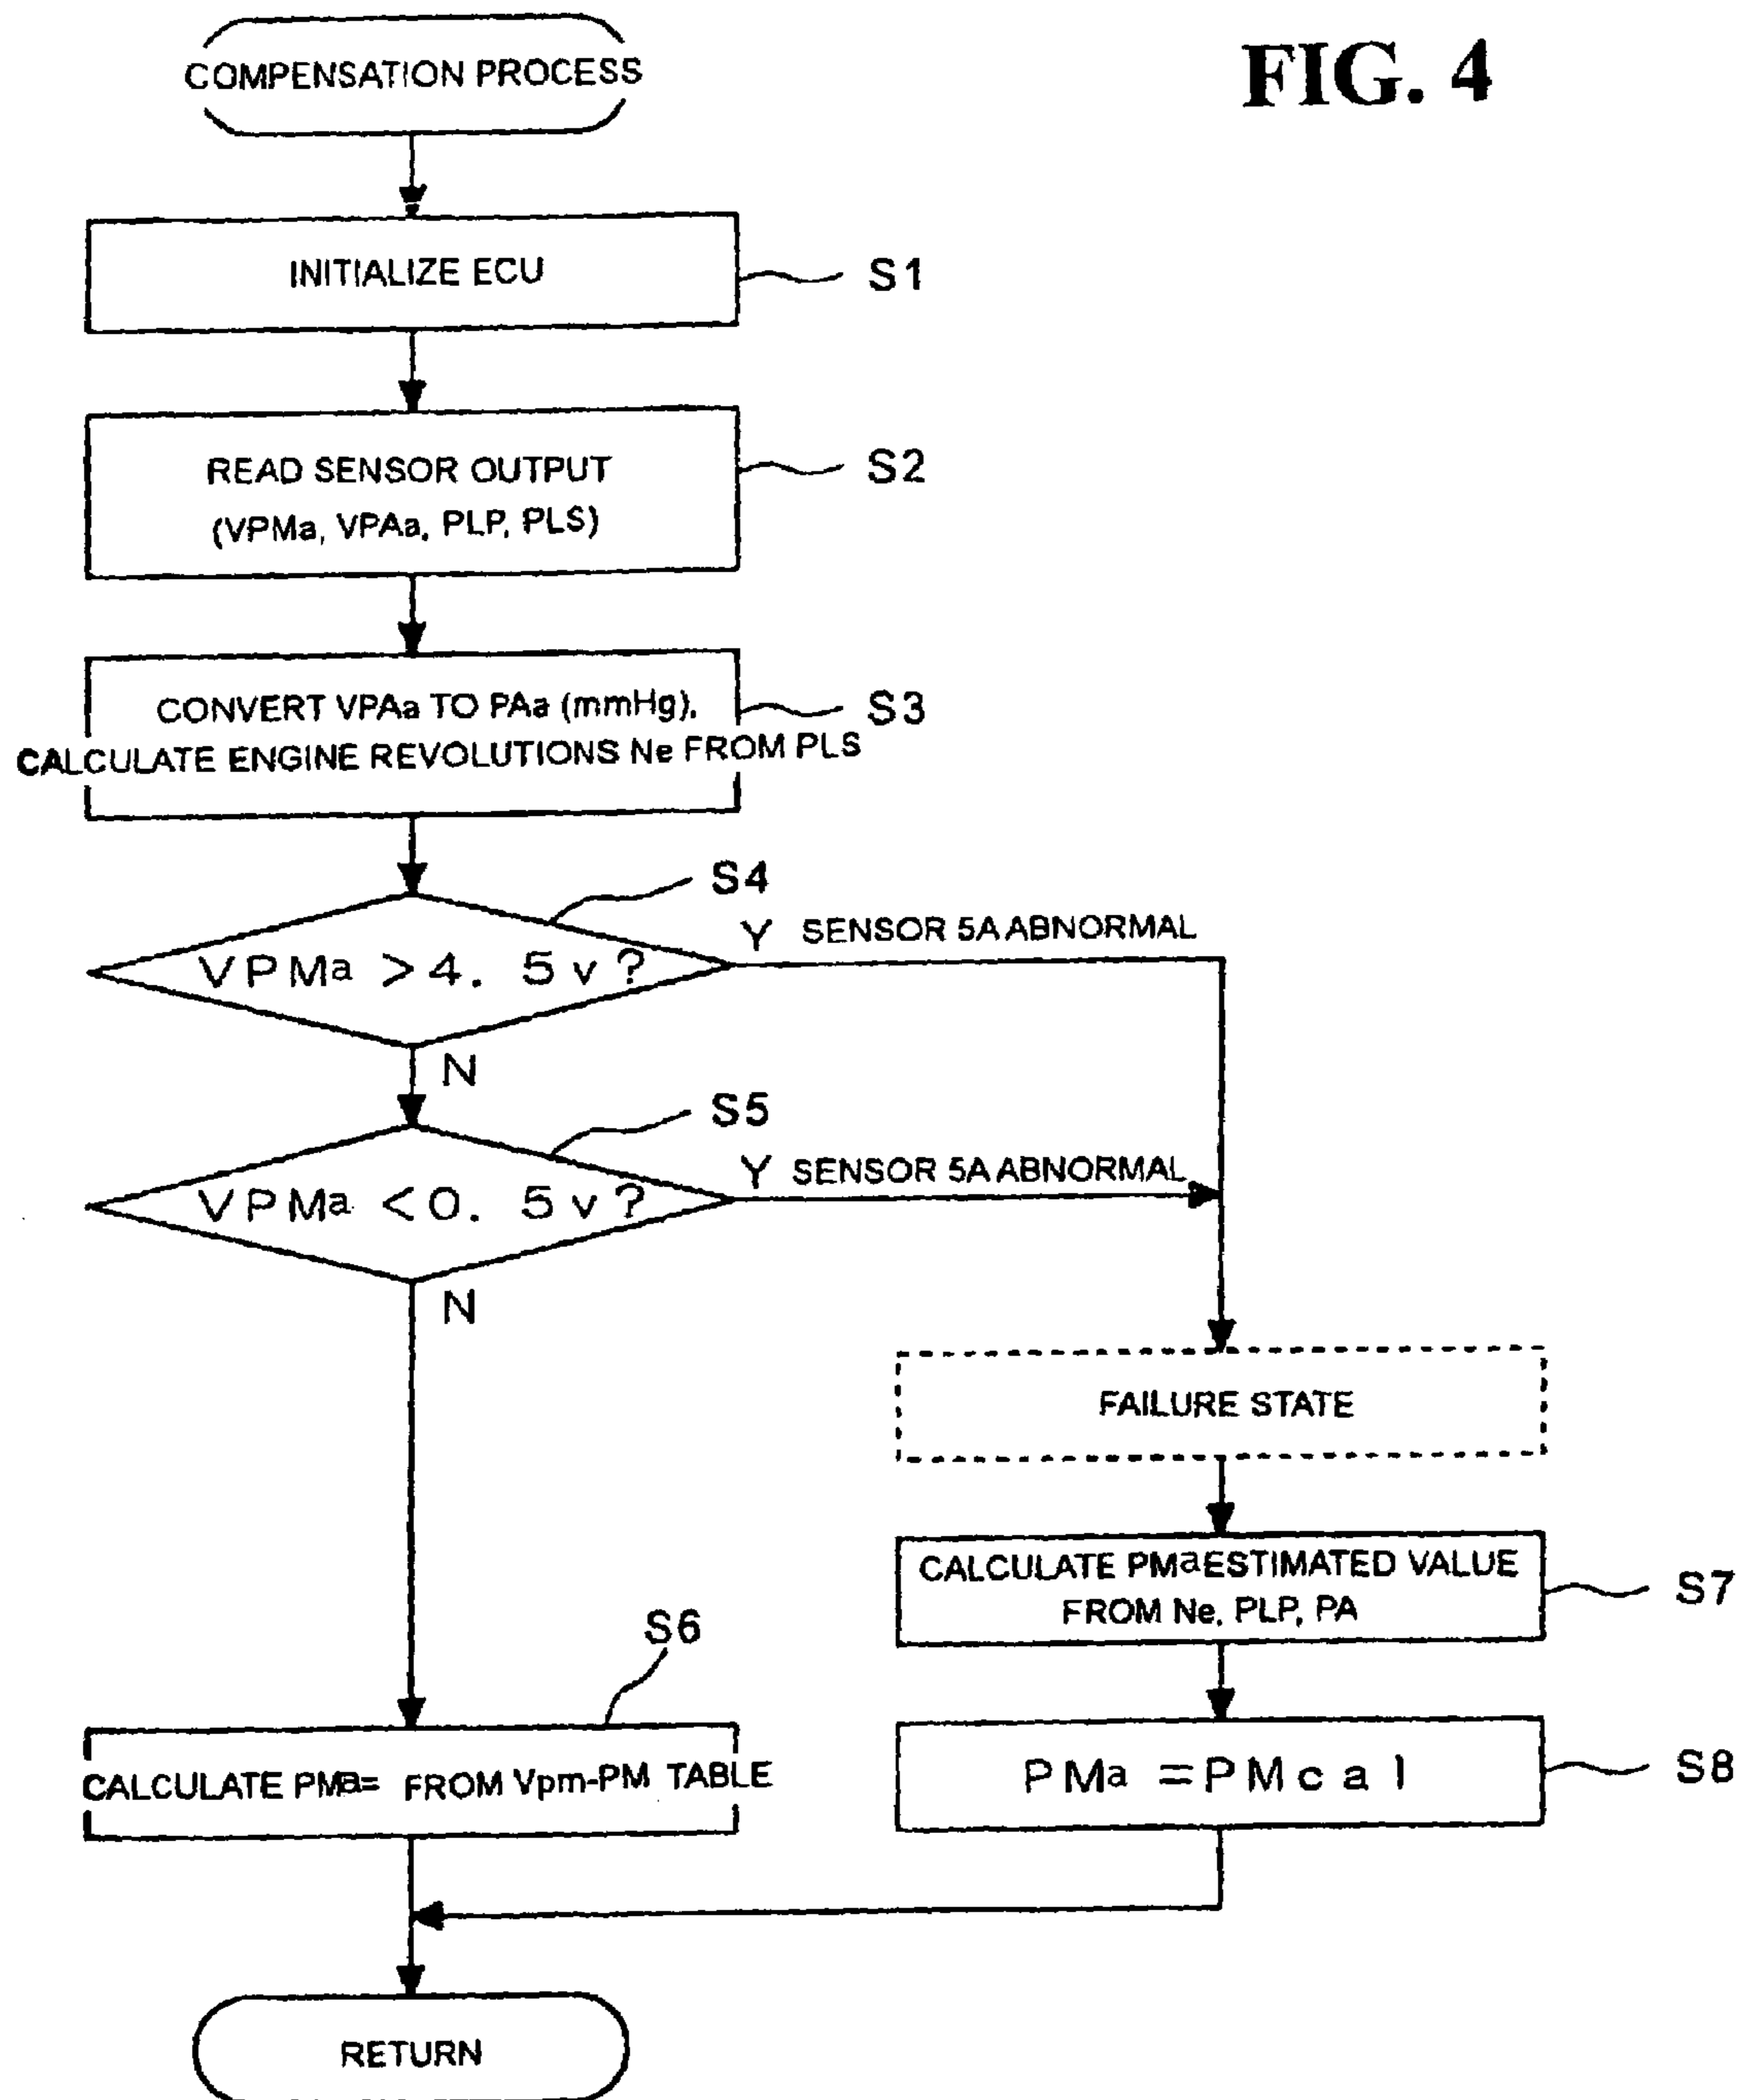 FIG. 4
COMPENSATION PROCESS
INITIALIZE ECU
S1
READ SENSOR OUTPUT
(VPMa, VPAa, PLP, PLS)
S2
CONVERT VPAa TO PAa (mmHg),
CALCULATE ENGINE REVOLUTIONS Ne FROM PLS
S3
S4
VPMa >4. 5v?
Y SENSOR 5A ABNORMAL
N
S5
VPMa <0. 5v?
Y SENSOR 5A ABNORMAL
N
FAILURE STATE
CALCULATE PMa ESTIMATED VALUE
FROM Ne, PLP, PA
S7
S6
CALCULATE PMa= FROM Vpm-PM TABLE
PMa =PMcal
S8
RETURN